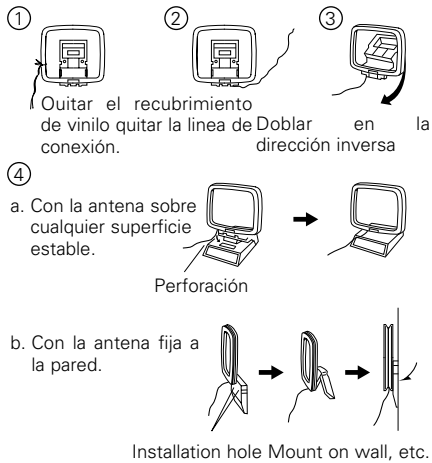 ① ② ③
Ouitar el recubrimiento
de vinilo quitar la linea de
conexión.
Doblar en la
dirección inversa
④
a. Con la antena sobre
cualquier superficie
estable.
Perforación
b. Con la antena fija a
la pared.
Installation hole Mount on wall, etc.